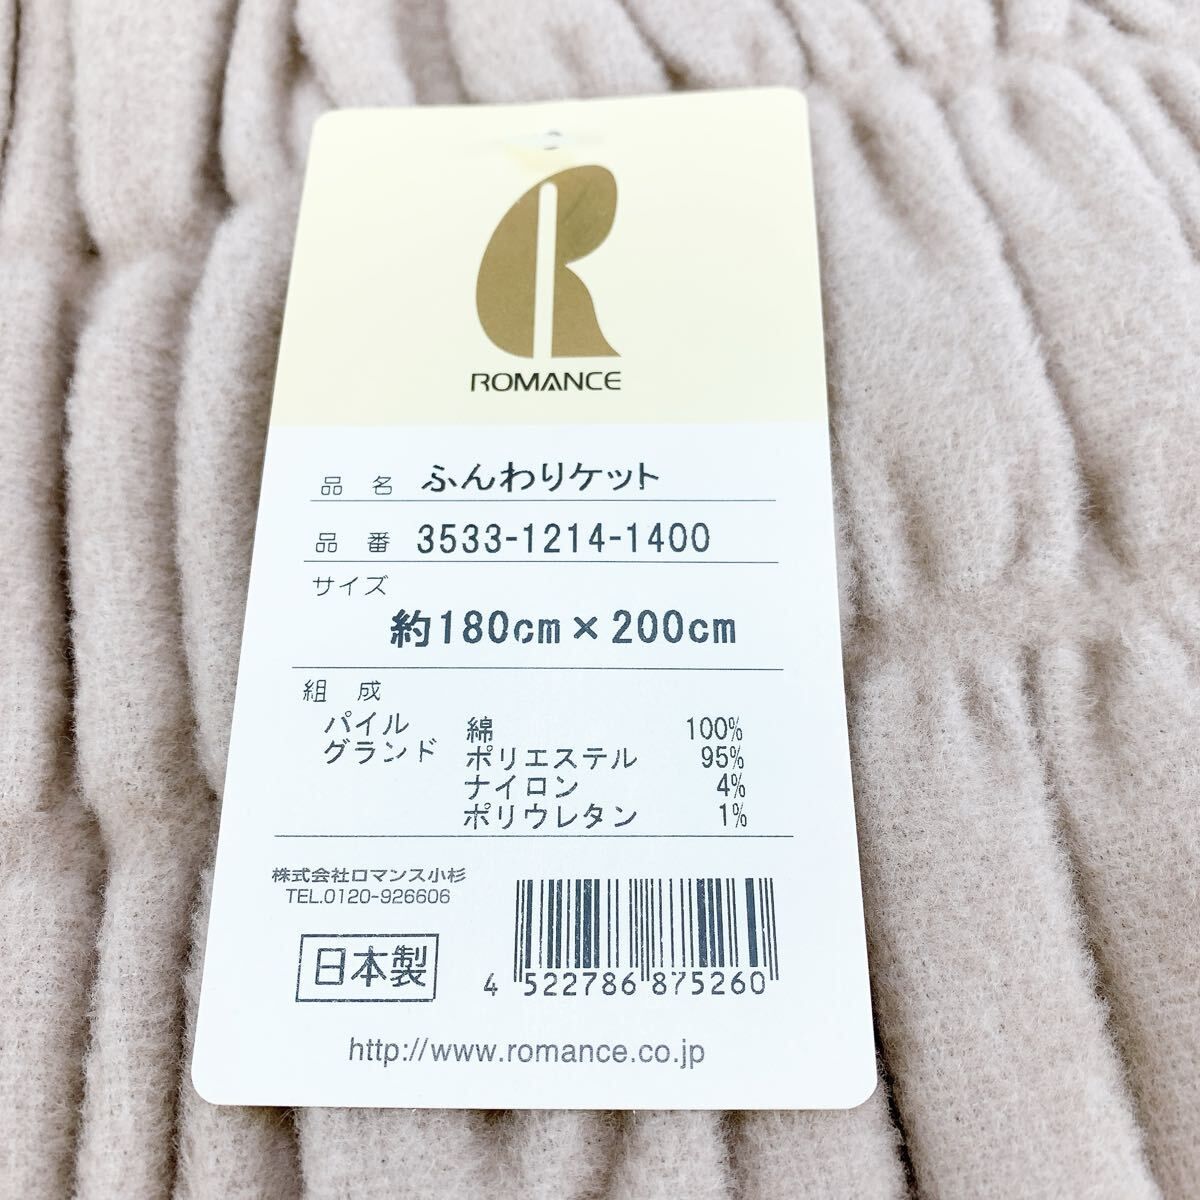 ROMANCE
品名 ふんわりケット
品番 3533-1214-1400
サイズ
約180cm×200cm
組成
パイル 綿 100%
グランド ポリエステル 95%
ナイロン 4%
ポリウレタン 1%
株式会社ロマンス小杉
TEL.0120-926606
日本製
4 522786 875260
http://www.romance.co.jp